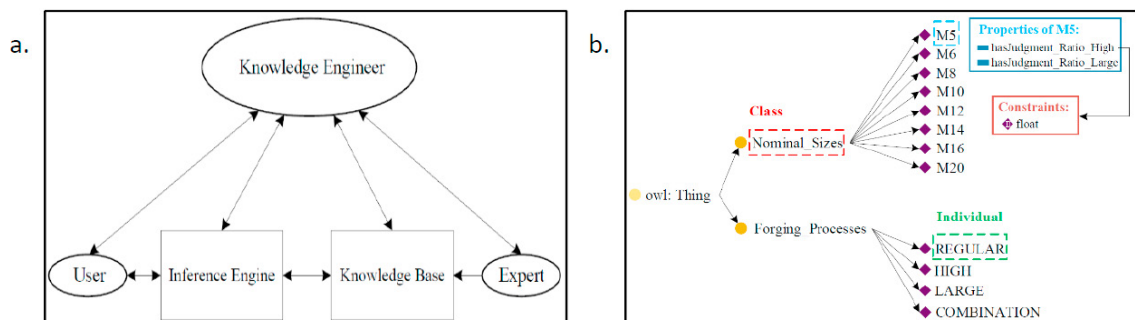 a.
Knowledge Engineer
User
Inference Engine
Knowledge Base
Expert
b.
M5
M6
M8
M10
M12
M14
M16
M20
Properties of M5:
hasJudgment_Ratio_High
hasJudgment_Ratio_Large
Constraints:
float
Class
Nominal_Sizes
owl: Thing
Forging_Processes
Individual
REGULAR
HIGH
LARGE
COMBINATION